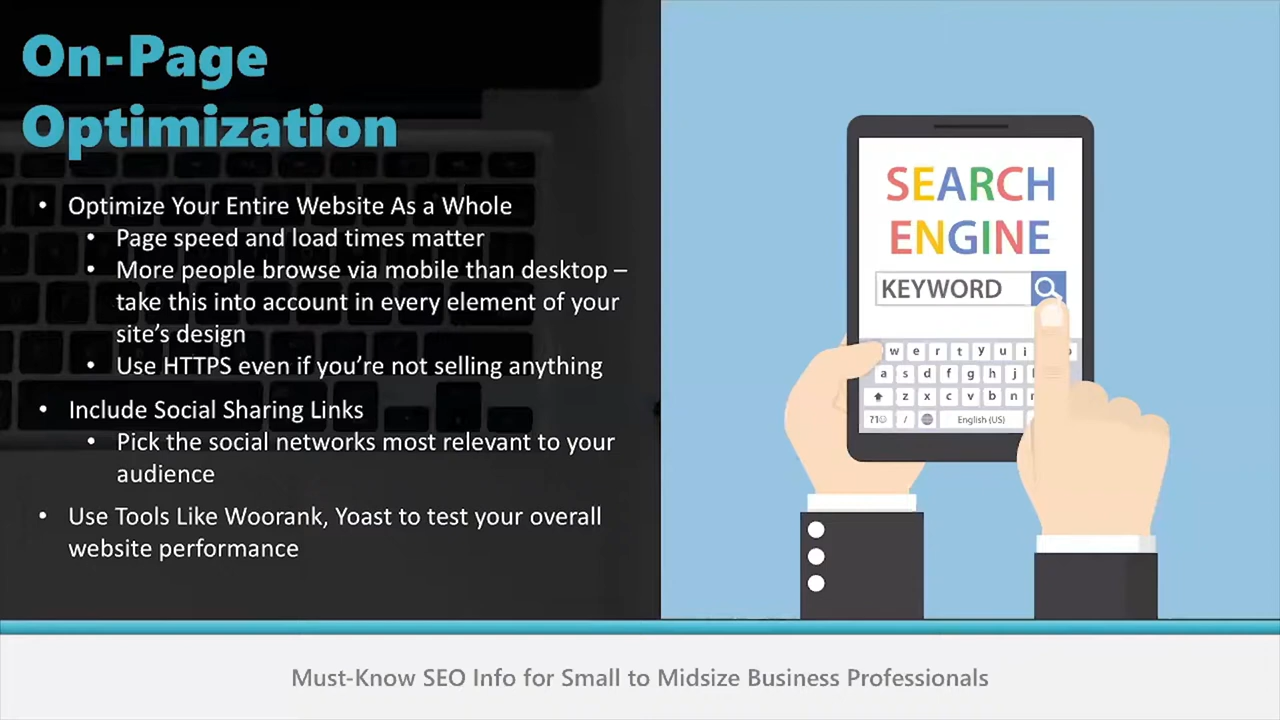 On-Page
Optimization
• Optimize Your Entire Website As a Whole
• Page speed and load times matter
• More people browse via mobile than desktop –
take this into account in every element of your
site's design
• Use HTTPS even if you're not selling anything
• Include Social Sharing Links
• Pick the social networks most relevant to your
audience
• Use Tools Like Woorank, Yoast to test your overall
website performance
SEARCH
ENGINE
KEYWORD
w e r t y u i
a s d f g h j
z x c v b n
?1☺ / English (US)
Must-Know SEO Info for Small to Midsize Business Professionals